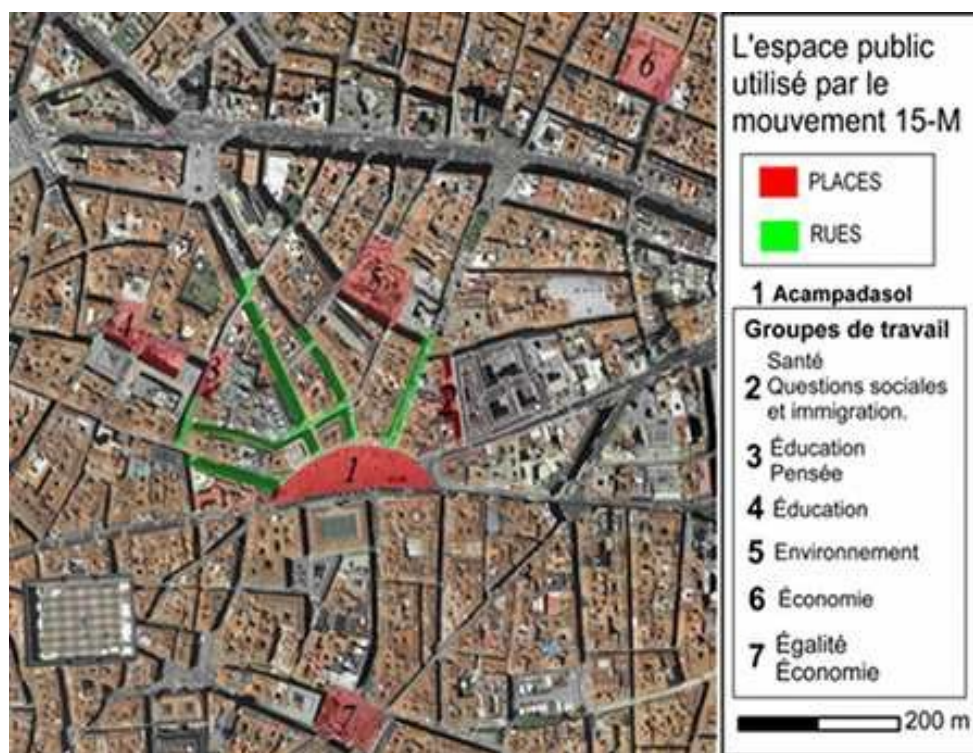 6
5
4
3
2
1
7
L'espace public
utilisé par le
mouvement 15-M
PLACES
RUES
1 Acampadasol
Groupes de travail
Santé
2 Questions sociales
et immigration.
3 Éducation
Pensée
4 Éducation
5 Environnement
6 Économie
7 Égalité
Économie
200 m